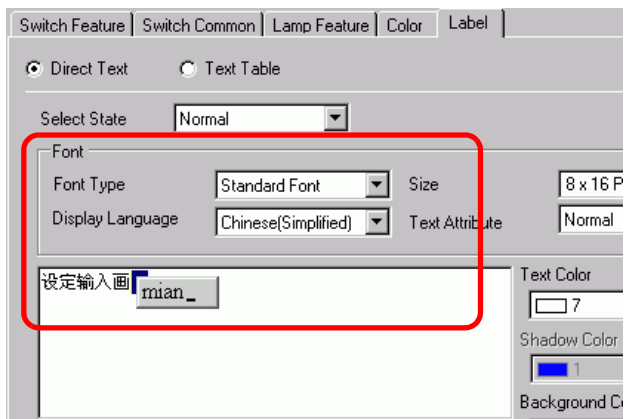 Switch Feature Switch Common Lamp Feature Color Label
Direct Text Text Table
Select State Normal
Font
Font Type Standard Font Size 8 x 16 P
Display Language Chinese(Simplified) Text Attribute Normal
设定输入画 mian_
Text Color
7
Shadow Color
1
Background Co